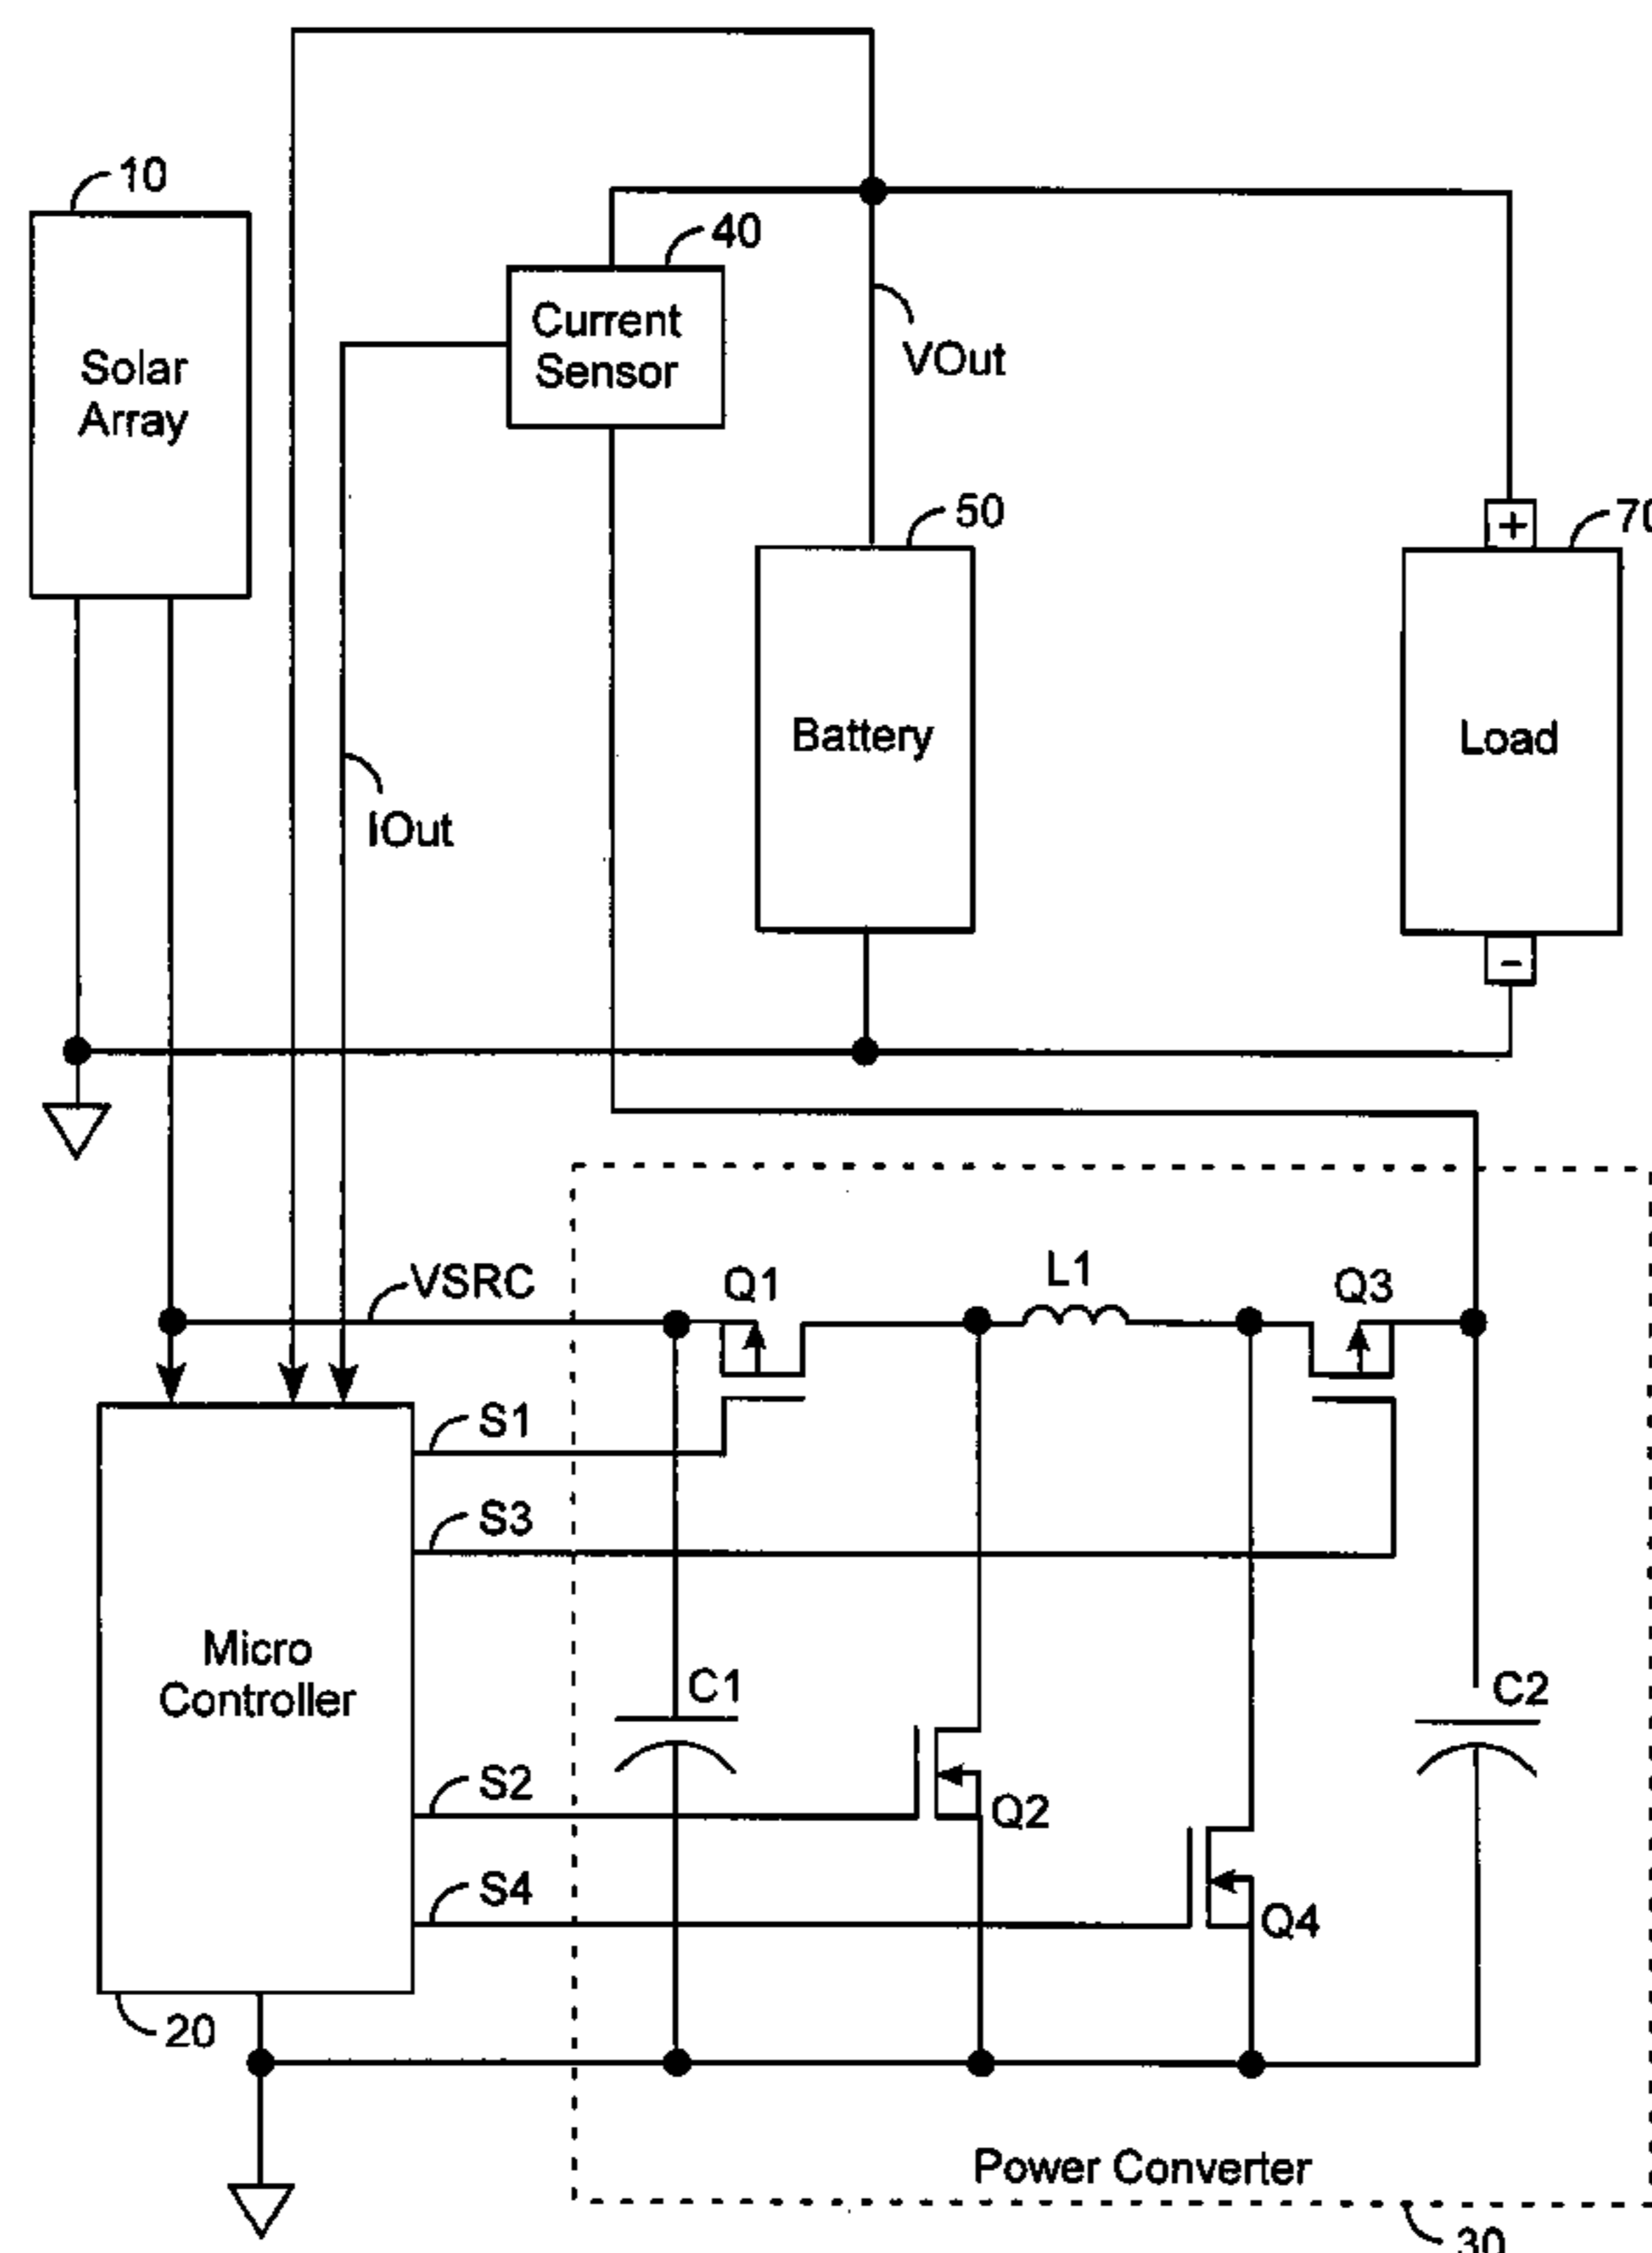 10
Solar
Array
40
Current
Sensor
VOut
IOut
50
Battery
+
70
Load
-
VSRC
Q1
L1
Q3
S1
S3
Micro
Controller
C1
C2
S2
Q2
S4
Q4
20
Power Converter
30